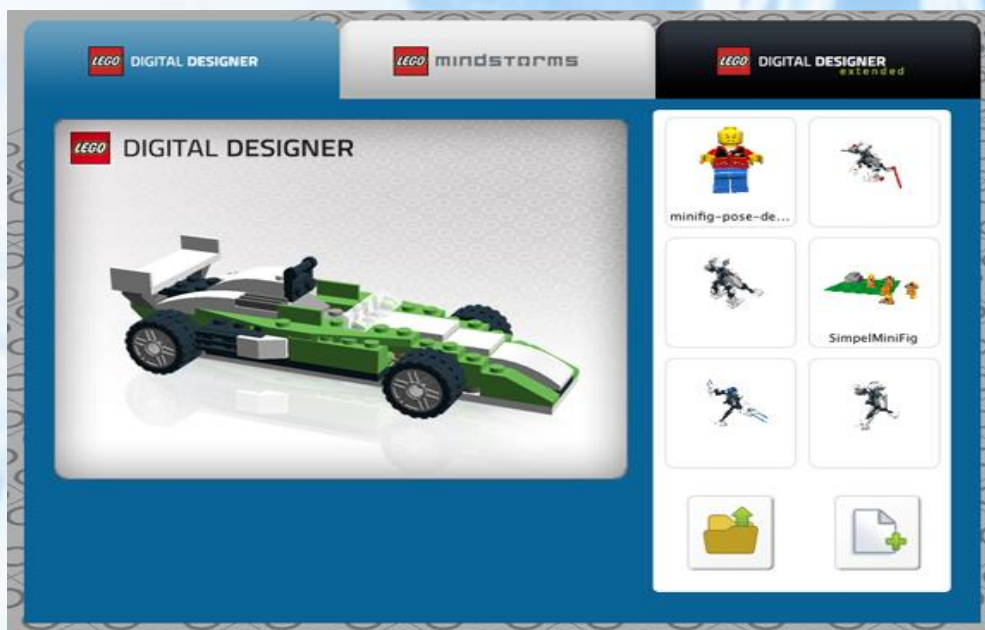 LEGO DIGITAL DESIGNER
LEGO mindstorms
LEGO DIGITAL DESIGNER
extended
LEGO DIGITAL DESIGNER
minifig-pose-de...
SimpelMiniFig